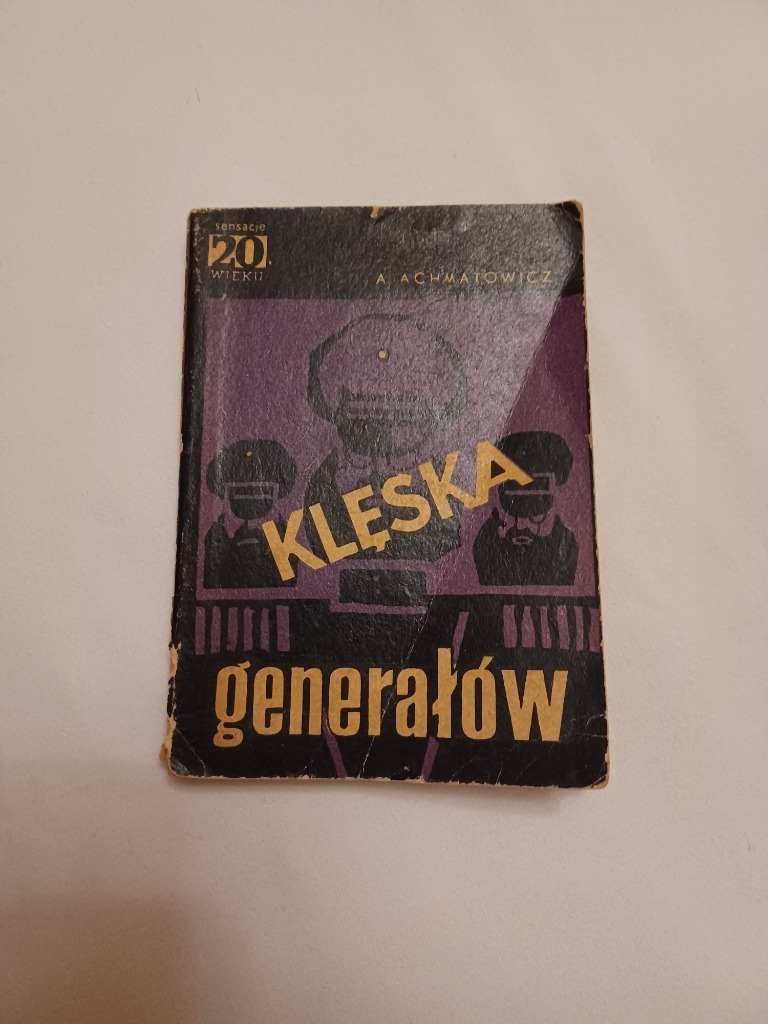 sensacje
20
WIEKU
A. ACHMATOWICZ
KLĘSKA
generałów